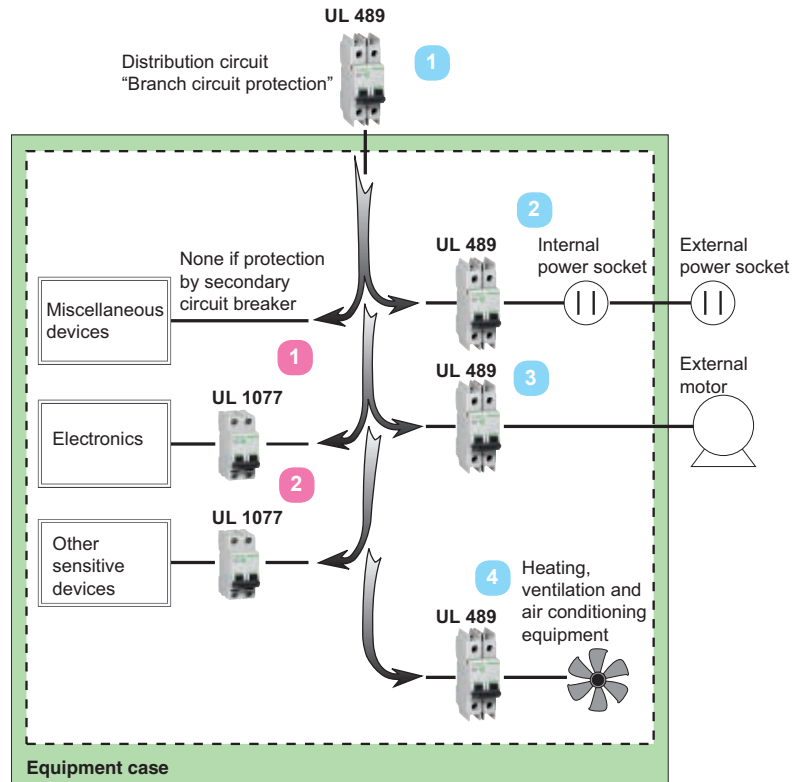 UL 489
Distribution circuit
“Branch circuit protection”
1
2
UL 489
Internal
power socket
External
power socket
None if protection
by secondary
circuit breaker
Miscellaneous
devices
1
UL 489
3
External
motor
UL 1077
Electronics
2
UL 1077
Other
sensitive
devices
4
Heating,
ventilation and
air conditioning
equipment
UL 489
Equipment case